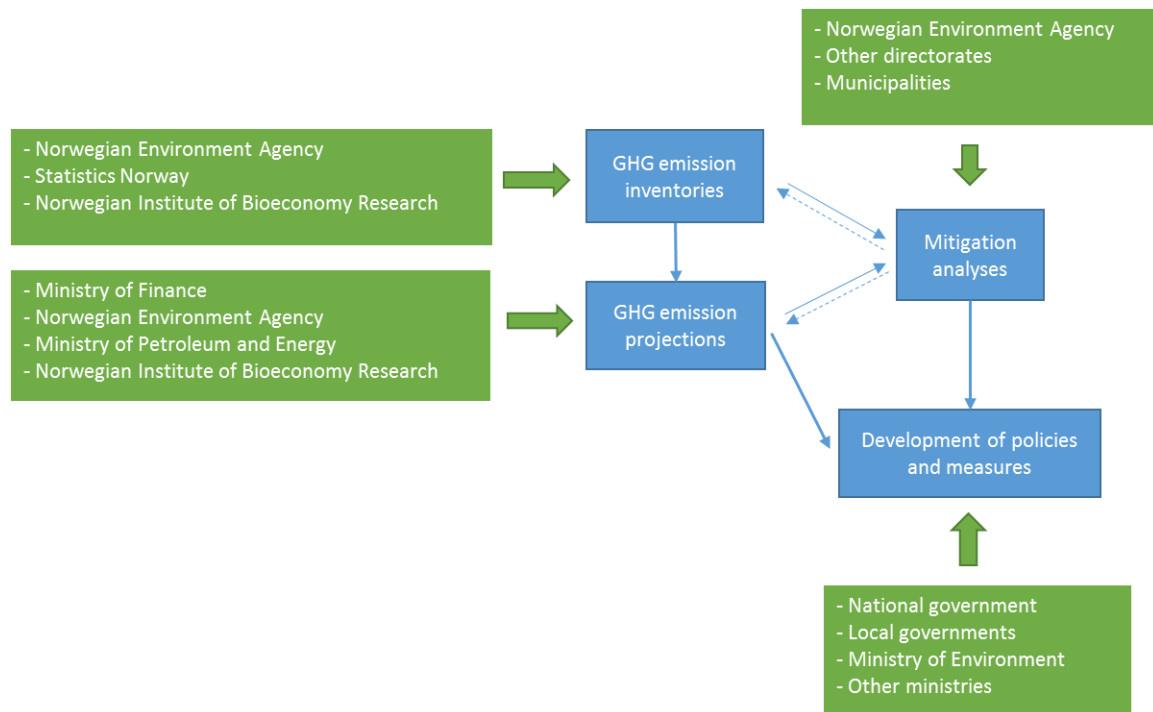 - Norwegian Environment Agency
- Other directorates
- Municipalities
- Norwegian Environment Agency
- Statistics Norway
- Norwegian Institute of Bioeconomy Research
GHG emission
inventories
Mitigation
analyses
- Ministry of Finance
- Norwegian Environment Agency
- Ministry of Petroleum and Energy
- Norwegian Institute of Bioeconomy Research
GHG emission
projections
Development of policies
and measures
- National government
- Local governments
- Ministry of Environment
- Other ministries